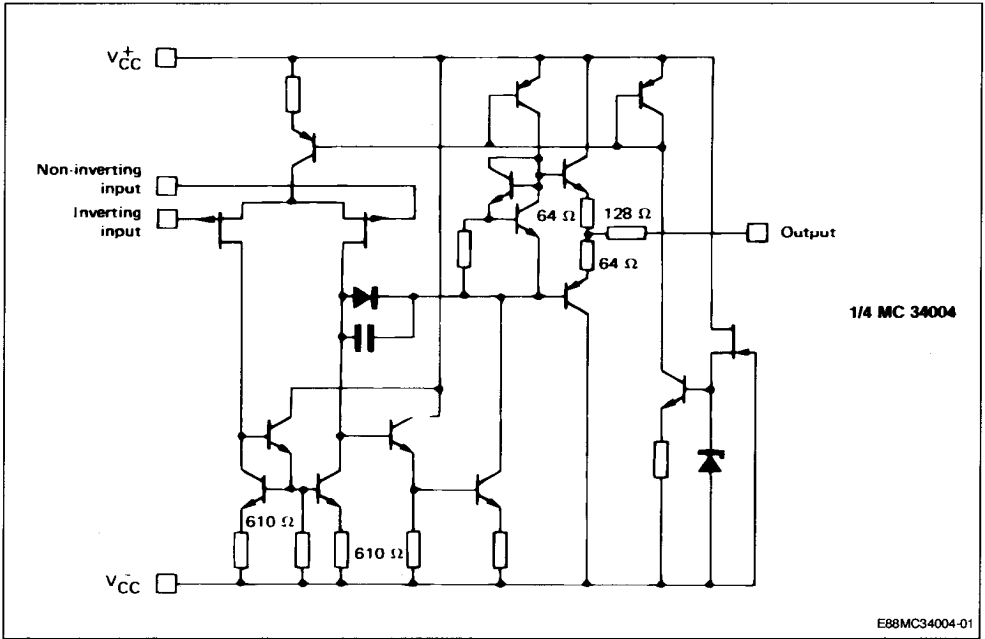 V+CC
Non-inverting
input
Inverting
input
64 Ω
128 Ω
Output
64 Ω
1/4 MC 34004
610 Ω
610 Ω
V-CC
E88MC34004-01